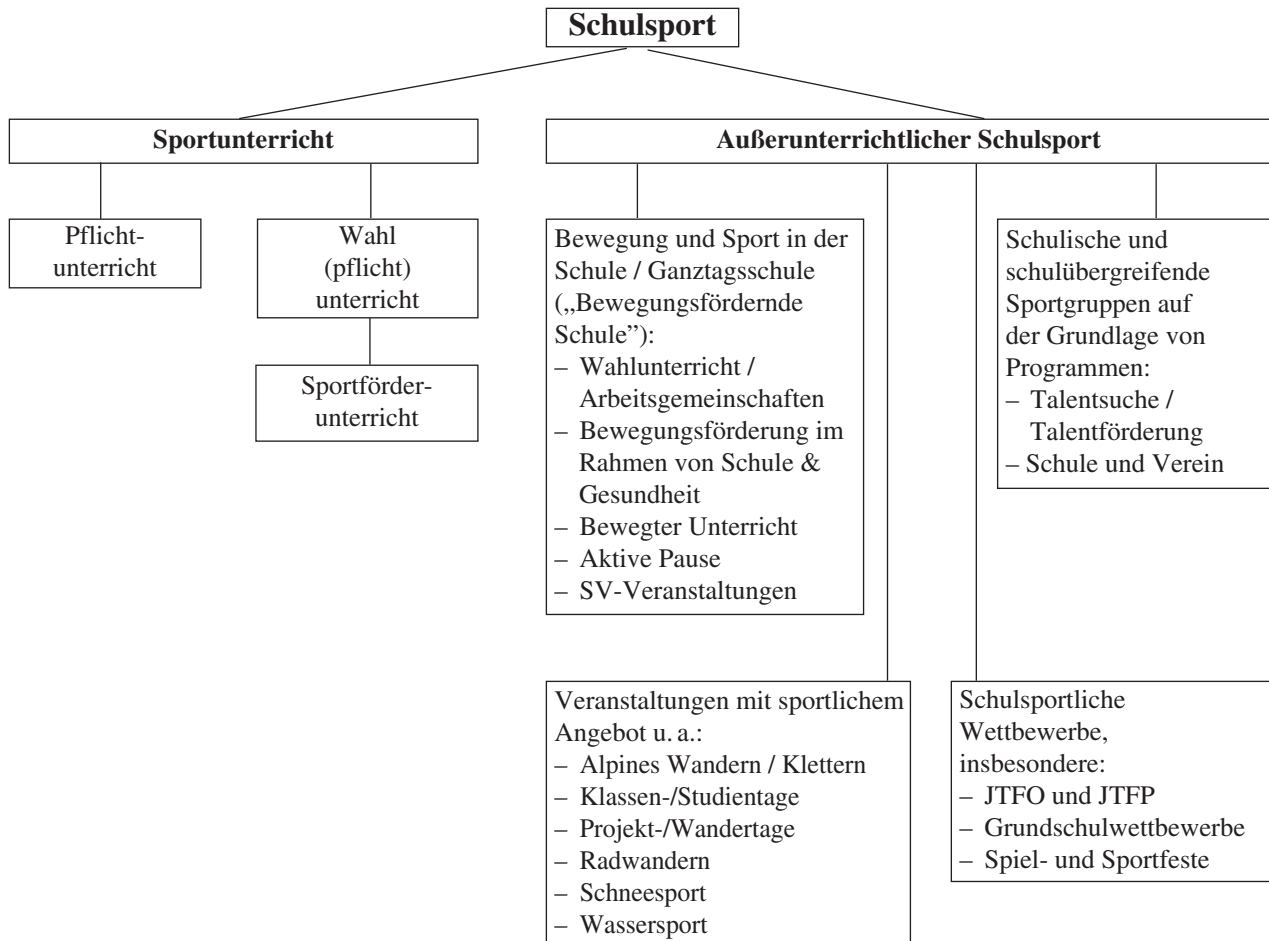 Schulsport
Sportunterricht
Außerunterrichtlicher Schulsport
Pflicht-
unterricht
Wahl
(pflicht)
unterricht
Sportförder-
unterricht
Bewegung und Sport in der
Schule / Ganztagsschule
(„Bewegungsfördernde
Schule”):
– Wahlunterricht /
Arbeitsgemeinschaften
– Bewegungsförderung im
Rahmen von Schule &
Gesundheit
– Bewegter Unterricht
– Aktive Pause
– SV-Veranstaltungen
Schulische und
schulübergreifende
Sportgruppen auf
der Grundlage von
Programmen:
– Talentsuche /
Talentförderung
– Schule und Verein
Veranstaltungen mit sportlichem
Angebot u. a.:
– Alpines Wandern / Klettern
– Klassen-/Studientage
– Projekt-/Wandertage
– Radwandern
– Schneesport
– Wassersport
Schulsportliche
Wettbewerbe,
insbesondere:
– JTFO und JTFP
– Grundschulwettbewerbe
– Spiel- und Sportfeste